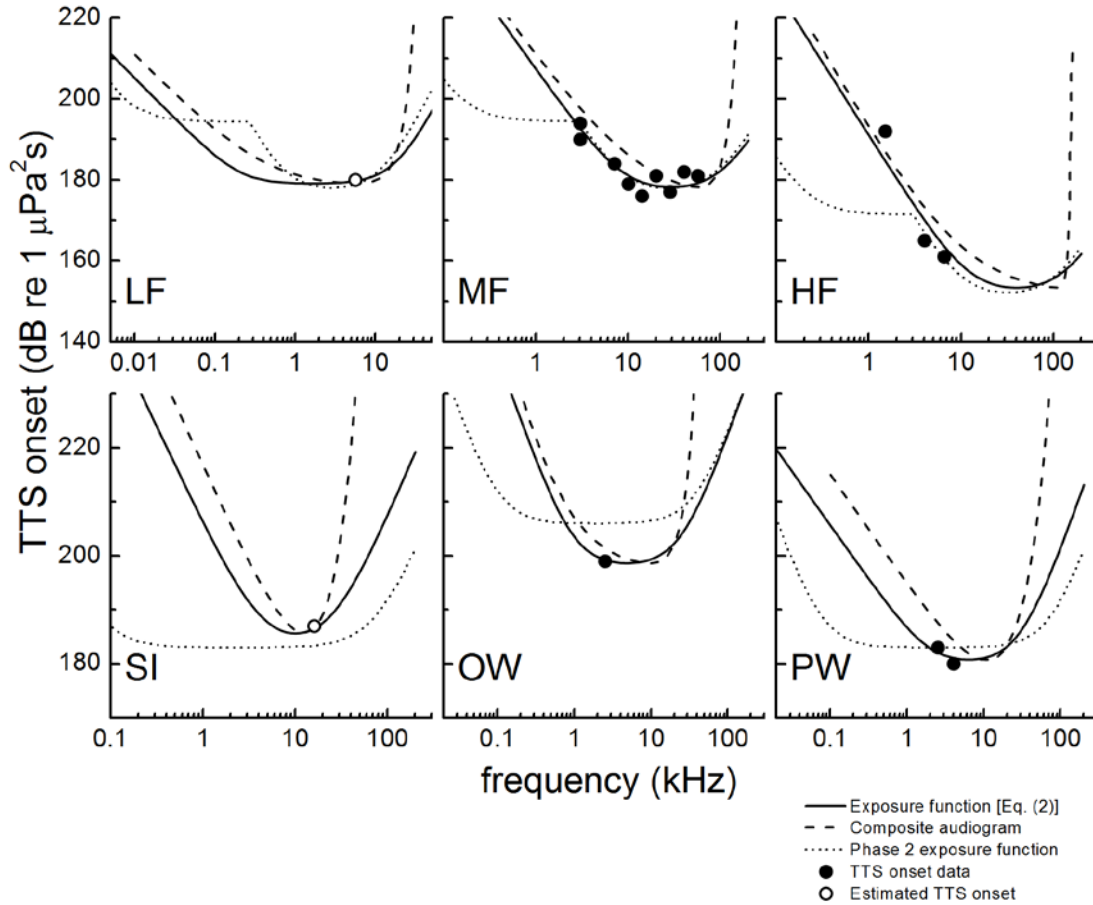 220
200
180
160
140
TTS onset (dB re 1 μPa²s)
LF
MF
HF
0.01 0.1 1 10
1 10 100
1 10 100
220
200
180
SI
OW
PW
0.1 1 10 100
0.1 1 10 100
0.1 1 10 100
frequency (kHz)
Exposure function [Eq. (2)]
Composite audiogram
Phase 2 exposure function
TTS onset data
Estimated TTS onset